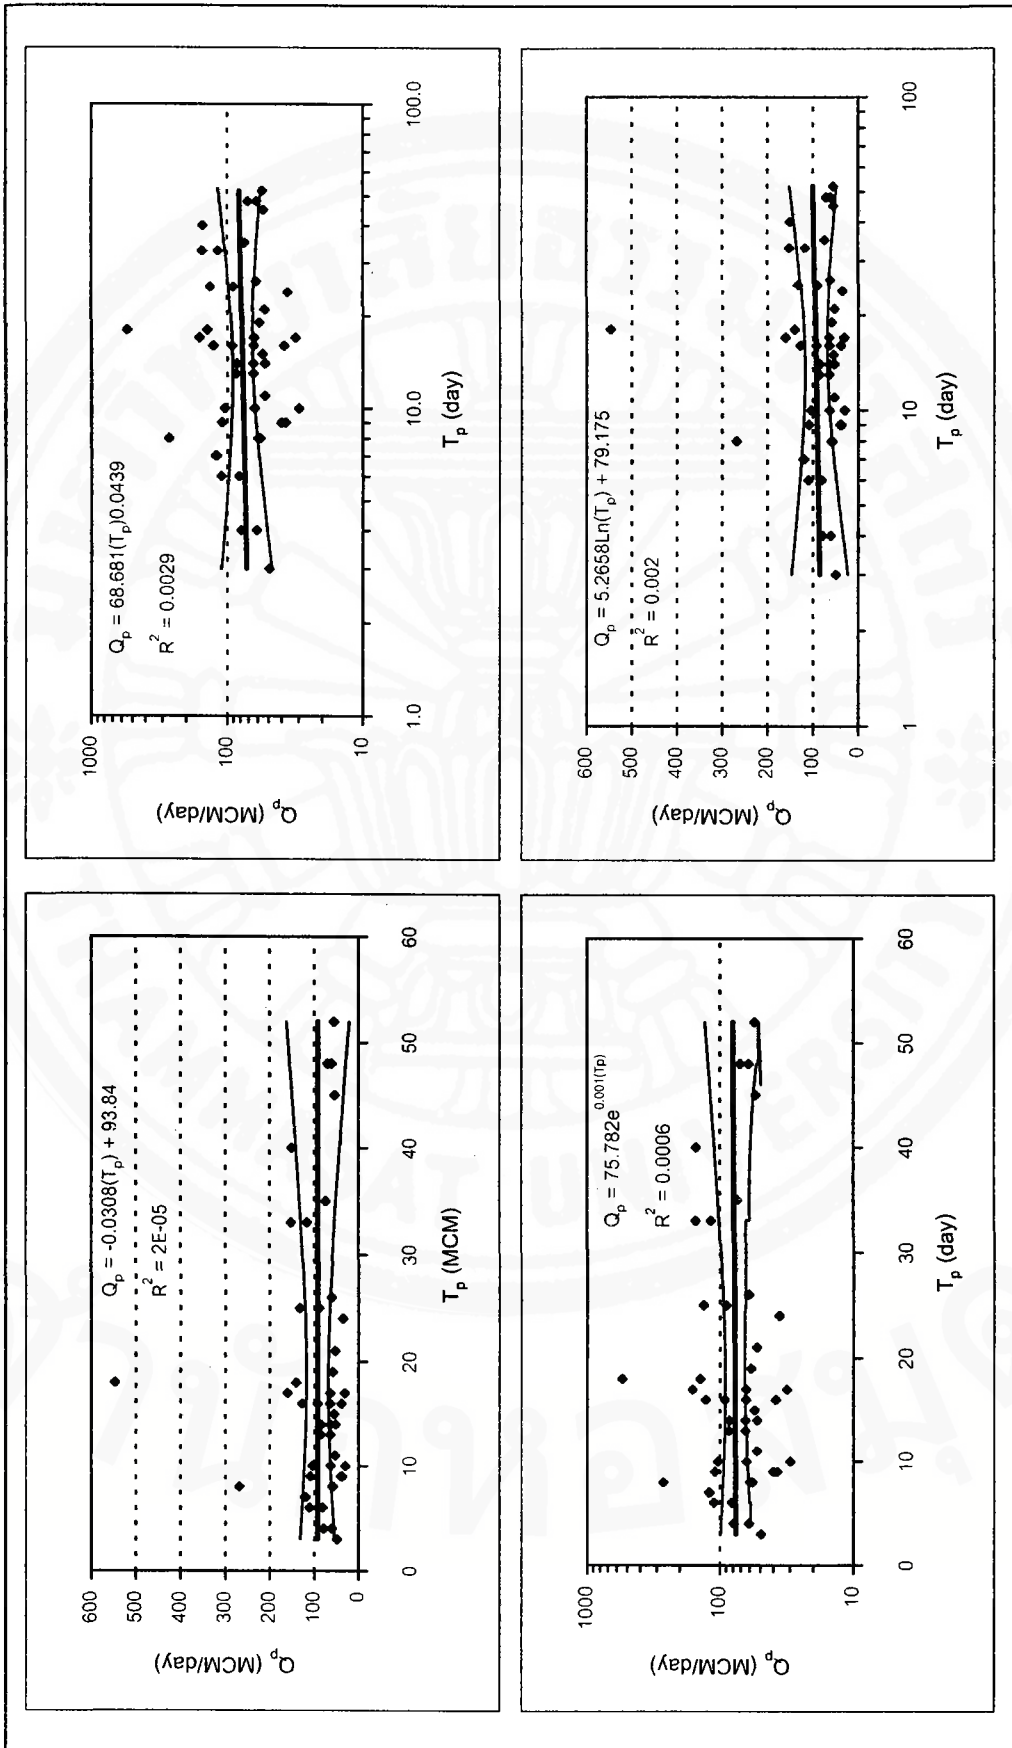 Q_p = -0.0308(T_p) + 93.84
R^2 = 2E-05
Q_p (MCM/day)
600
500
400
300
200
100
0
0 10 20 30 40 50 60
T_p (MCM)
Q_p = 68.681(T_p)0.0439
R^2 = 0.0029
Q_p (MCM/day)
1000
100
10
1.0 10.0 100.0
T_p (day)
Q_p = 75.782e^0.001(Tp)
R^2 = 0.0006
Q_p (MCM/day)
1000
100
10
0 10 20 30 40 50 60
T_p (day)
Q_p = 5.2658Ln(T_p) + 79.175
R^2 = 0.002
Q_p (MCM/day)
600
500
400
300
200
100
0
1 10 100
T_p (day)